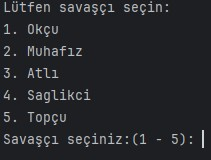 Lütfen savaşçı seçin:
1. Okçu
2. Muhafız
3. Atlı
4. Saglikci
5. Topçu
Savaşçı seçiniz:(1 - 5):